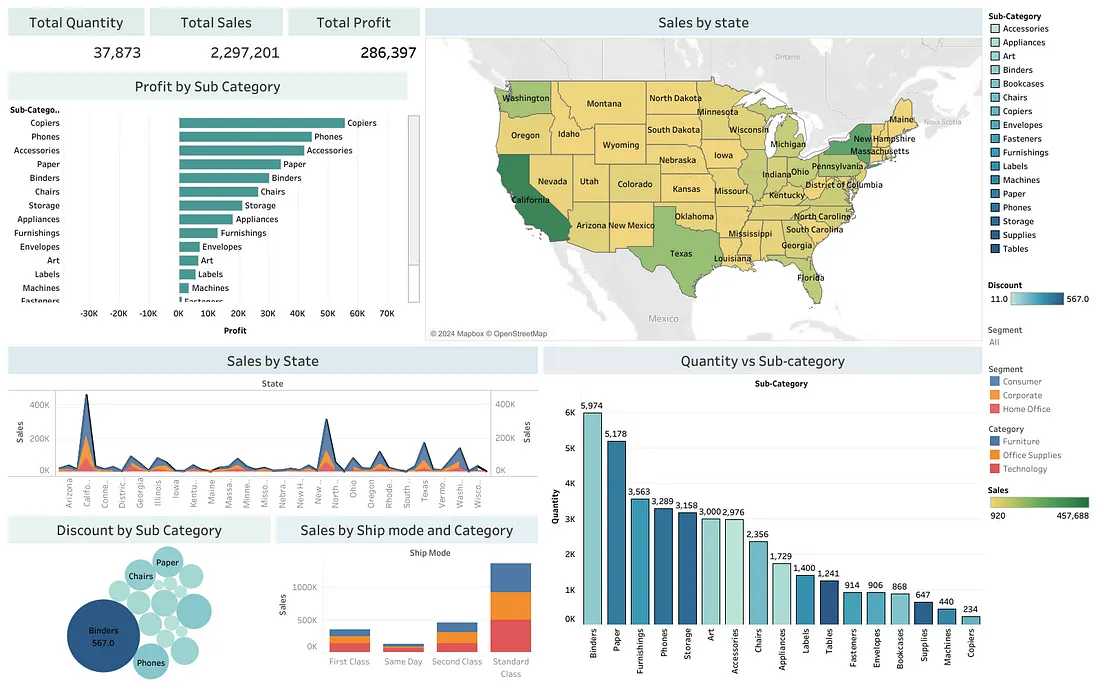 Total Quantity
Total Sales
Total Profit
37,873
2,297,201
286,397
Profit by Sub Category
Sub-Catego..
Copiers
Copiers
Phones
Phones
Accessories
Accessories
Paper
Paper
Binders
Binders
Chairs
Chairs
Storage
Storage
Appliances
Appliances
Furnishings
Furnishings
Envelopes
Envelopes
Art
Art
Labels
Labels
Machines
Machines
Fasteners
Fasteners
-30K -20K -10K 0K 10K 20K 30K 40K 50K 60K 70K
Profit
Sales by state
Ontario
Washington
Montana
North Dakota
Minnesota
Maine
Nova Scotia
Oregon
Idaho
South Dakota
Wisconsin
Michigan
New Hampshire
Wyoming
Massachusetts
Nebraska
Iowa
Pennsylvania
Nevada
Utah
Colorado
Kansas
Missouri
Indiana
Ohio
District of Columbia
California
Kentucky
Arizona
New Mexico
Oklahoma
North Carolina
South Carolina
Mississippi
Georgia
Texas
Louisiana
Florida
Mexico
© 2024 Mapbox © OpenStreetMap
Sub-Category
Accessories
Appliances
Art
Binders
Bookcases
Chairs
Copiers
Envelopes
Fasteners
Furnishings
Labels
Machines
Paper
Phones
Storage
Supplies
Tables
Discount
11.0 567.0
Segment
All
Segment
Consumer
Corporate
Home Office
Category
Furniture
Office Supplies
Technology
Sales
920 457,688
Sales by State
State
400K
200K
0K
Sales
400K
200K
0K
Sales
Arizona
Califo..
Conne..
Distric..
Georgia
Illinois
Iowa
Kentu..
Maine
Massa..
Minne..
Misso..
Nebra..
New H..
New ..
North..
Ohio
Oregon
Rhode..
South ..
Texas
Vermo..
Washi..
Wisco..
Discount by Sub Category
Paper
Chairs
Binders
567.0
Phones
Sales by Ship mode and Category
Ship Mode
1000K
500K
0K
Sales
First Class
Same Day
Second Class
Standard
Class
Quantity vs Sub-category
Sub-Category
6K
5K
4K
3K
2K
1K
0K
Quantity
5,974
5,178
3,563
3,289
3,158
3,000
2,976
2,356
1,729
1,400
1,241
914
906
868
647
440
234
Binders
Paper
Furnishings
Phones
Storage
Art
Accessories
Chairs
Appliances
Labels
Tables
Fasteners
Envelopes
Bookcases
Supplies
Machines
Copiers